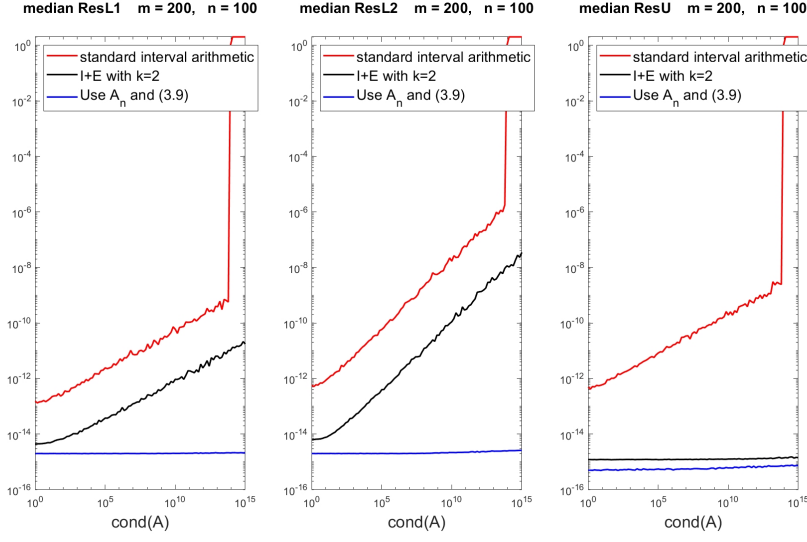 median ResL1 m = 200, n = 100
standard interval arithmetic
I+E with k=2
Use A_n and (3.9)
10^-2
10^-4
10^-6
10^-8
10^-10
10^-12
10^-14
10^-16
10^0
10^5
10^10
10^15
cond(A)
median ResL2 m = 200, n = 100
standard interval arithmetic
I+E with k=2
Use A_n and (3.9)
10^0
10^-2
10^-4
10^-6
10^-8
10^-10
10^-12
10^-14
10^-16
10^0
10^5
10^10
10^15
cond(A)
median ResU m = 200, n = 100
standard interval arithmetic
I+E with k=2
Use A_n and (3.9)
10^0
10^-2
10^-4
10^-6
10^-8
10^-10
10^-12
10^-14
10^-16
10^0
10^5
10^10
10^15
cond(A)